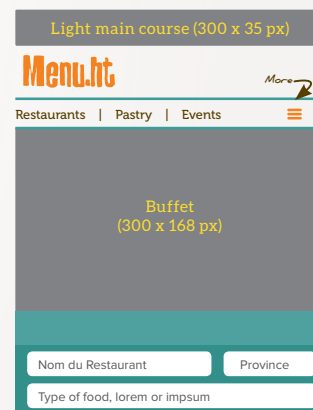 Light main course (300 x 35 px)
Menu.ht
More
Restaurants | Pastry | Events
Buffet
(300 x 168 px)
Nom du Restaurant
Province
Type of food, lorem or impsum